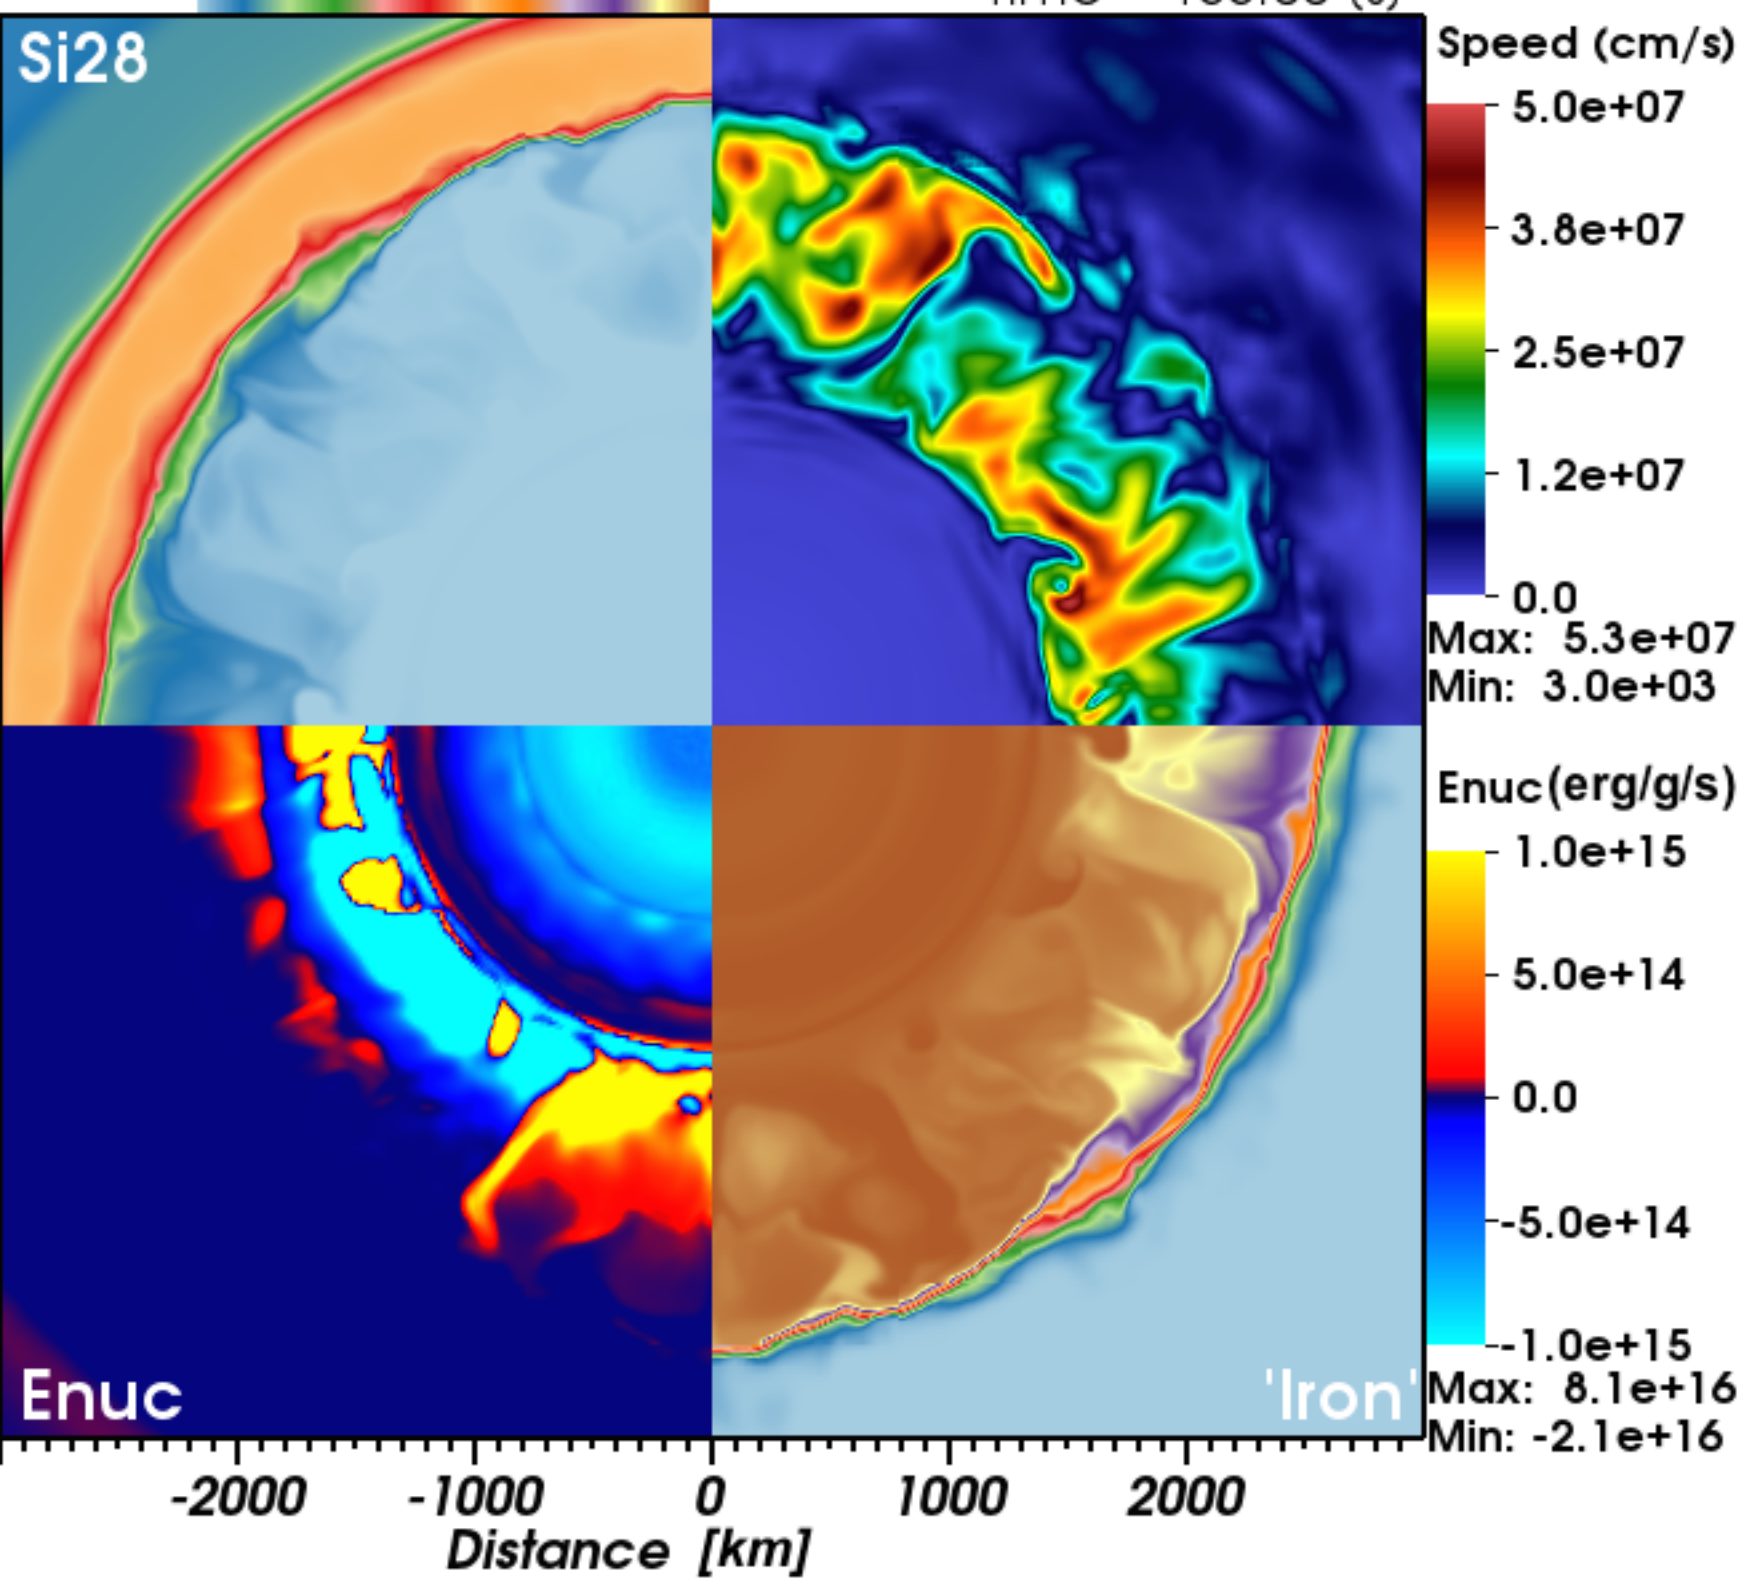 Si28
Speed (cm/s)
5.0e+07
3.8e+07
2.5e+07
1.2e+07
0.0
Max: 5.3e+07
Min: 3.0e+03
Enuc(erg/g/s)
1.0e+15
5.0e+14
0.0
-5.0e+14
-1.0e+15
Max: 8.1e+16
Min: -2.1e+16
Enuc
'Iron'
-2000 -1000 0 1000 2000
Distance [km]